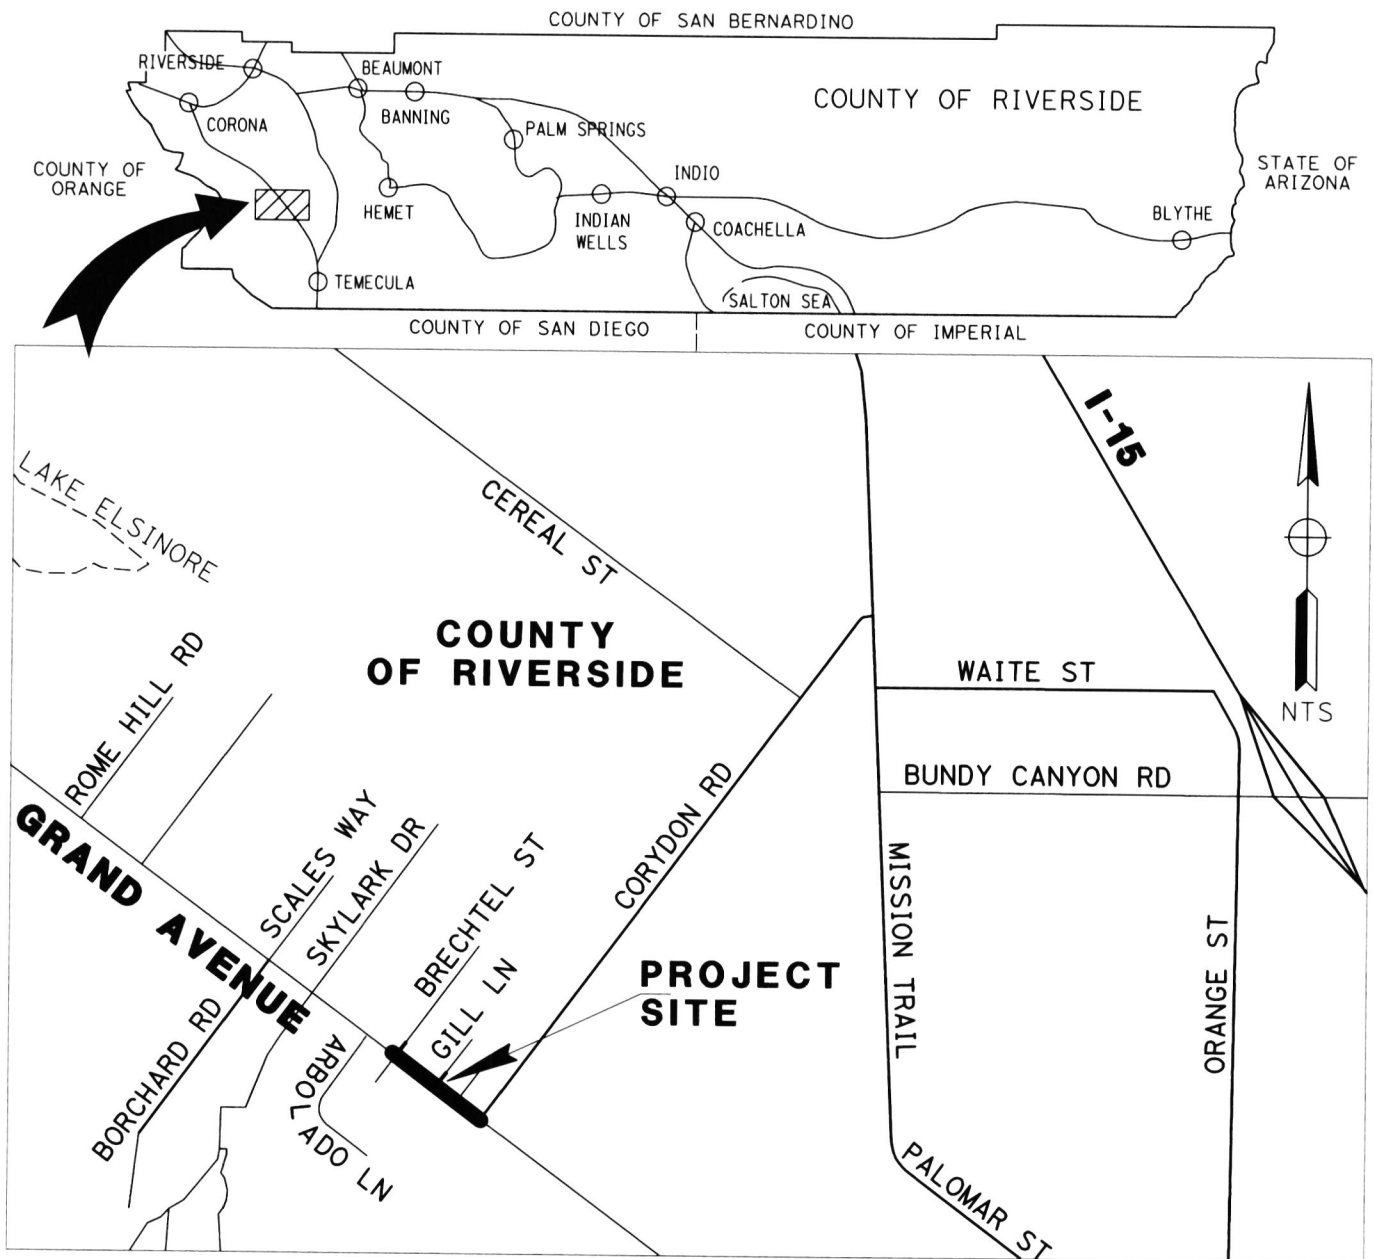 COUNTY OF SAN BERNARDINO
RIVERSIDE
BEAUMONT
CORONA
BANNING
PALM SPRINGS
COUNTY OF RIVERSIDE
COUNTY OF
ORANGE
STATE OF
ARIZONA
HEMET
INDIO
INDIAN
WELLS
COACHELLA
BLYTHE
TEMECULA
SALTON SEA
COUNTY OF SAN DIEGO
COUNTY OF IMPERIAL
I-15
LAKE ELSINORE
CEREAL ST
COUNTY
OF RIVERSIDE
ROME HILL RD
WAITE ST
NTS
BUNDY CANYON RD
GRAND AVENUE
SCALES WAY
SKYLARK DR
BRECHTEL ST
CORYDON RD
MISSION TRAIL
ORANGE ST
GILL LN
PROJECT
SITE
BORCHARD RD
ARBOLADO LN
PALOMAR ST